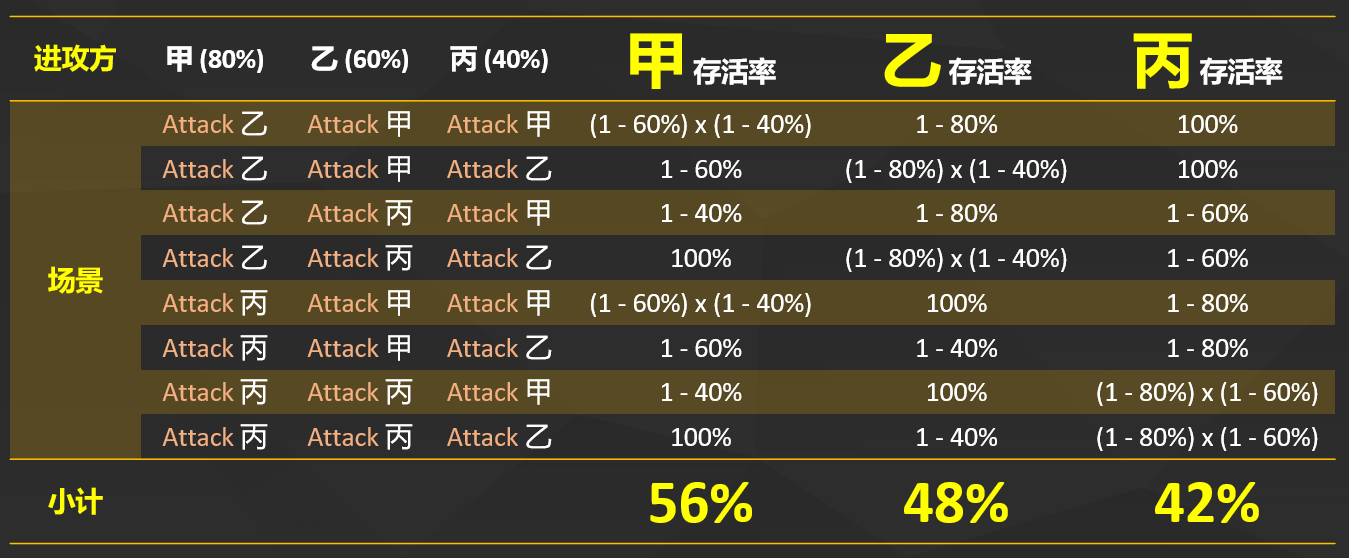 进攻方 甲 (80%) 乙 (60%) 丙 (40%) 甲 存活率 乙 存活率 丙 存活率
Attack 乙 Attack 甲 Attack 甲 (1 - 60%) x (1 - 40%) 1 - 80% 100%
Attack 乙 Attack 甲 Attack 乙 1 - 60% (1 - 80%) x (1 - 40%) 100%
Attack 乙 Attack 丙 Attack 甲 1 - 40% 1 - 80% 1 - 60%
场景 Attack 乙 Attack 丙 Attack 乙 100% (1 - 80%) x (1 - 40%) 1 - 60%
Attack 丙 Attack 甲 Attack 甲 (1 - 60%) x (1 - 40%) 100% 1 - 80%
Attack 丙 Attack 甲 Attack 乙 1 - 60% 1 - 40% 1 - 80%
Attack 丙 Attack 丙 Attack 甲 1 - 40% 100% (1 - 80%) x (1 - 60%)
Attack 丙 Attack 丙 Attack 乙 100% 1 - 40% (1 - 80%) x (1 - 60%)
小计 56% 48% 42%